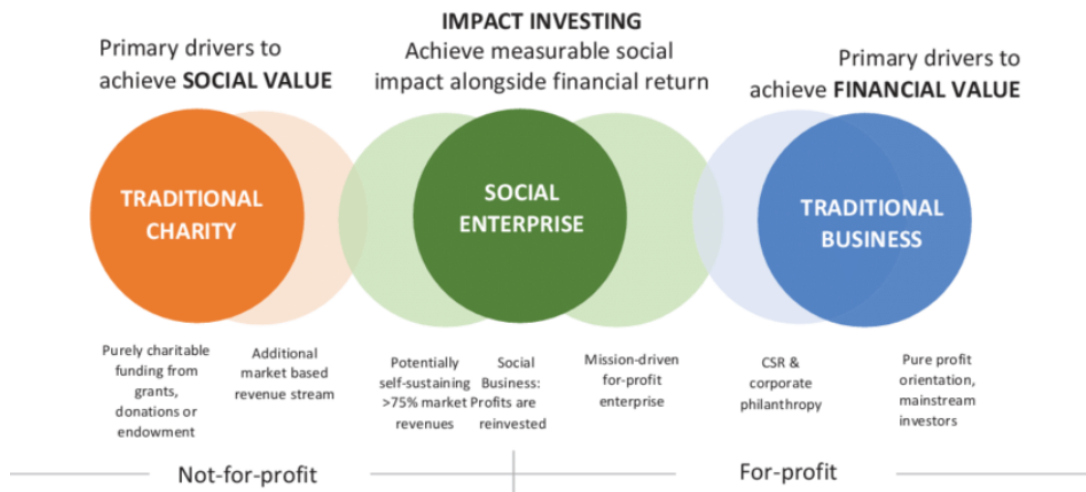 Primary drivers to
achieve SOCIAL VALUE
IMPACT INVESTING
Achieve measurable social
impact alongside financial return
Primary drivers to
achieve FINANCIAL VALUE
TRADITIONAL
CHARITY
SOCIAL
ENTERPRISE
TRADITIONAL
BUSINESS
Purely charitable
funding from
grants,
donations or
endowment
Additional
market based
revenue stream
Potentially
self-sustaining
>75% market
revenues
Social
Business:
Profits are
reinvested
Mission-driven
for-profit
enterprise
CSR &
corporate
philanthropy
Pure profit
orientation,
mainstream
investors
Not-for-profit
For-profit